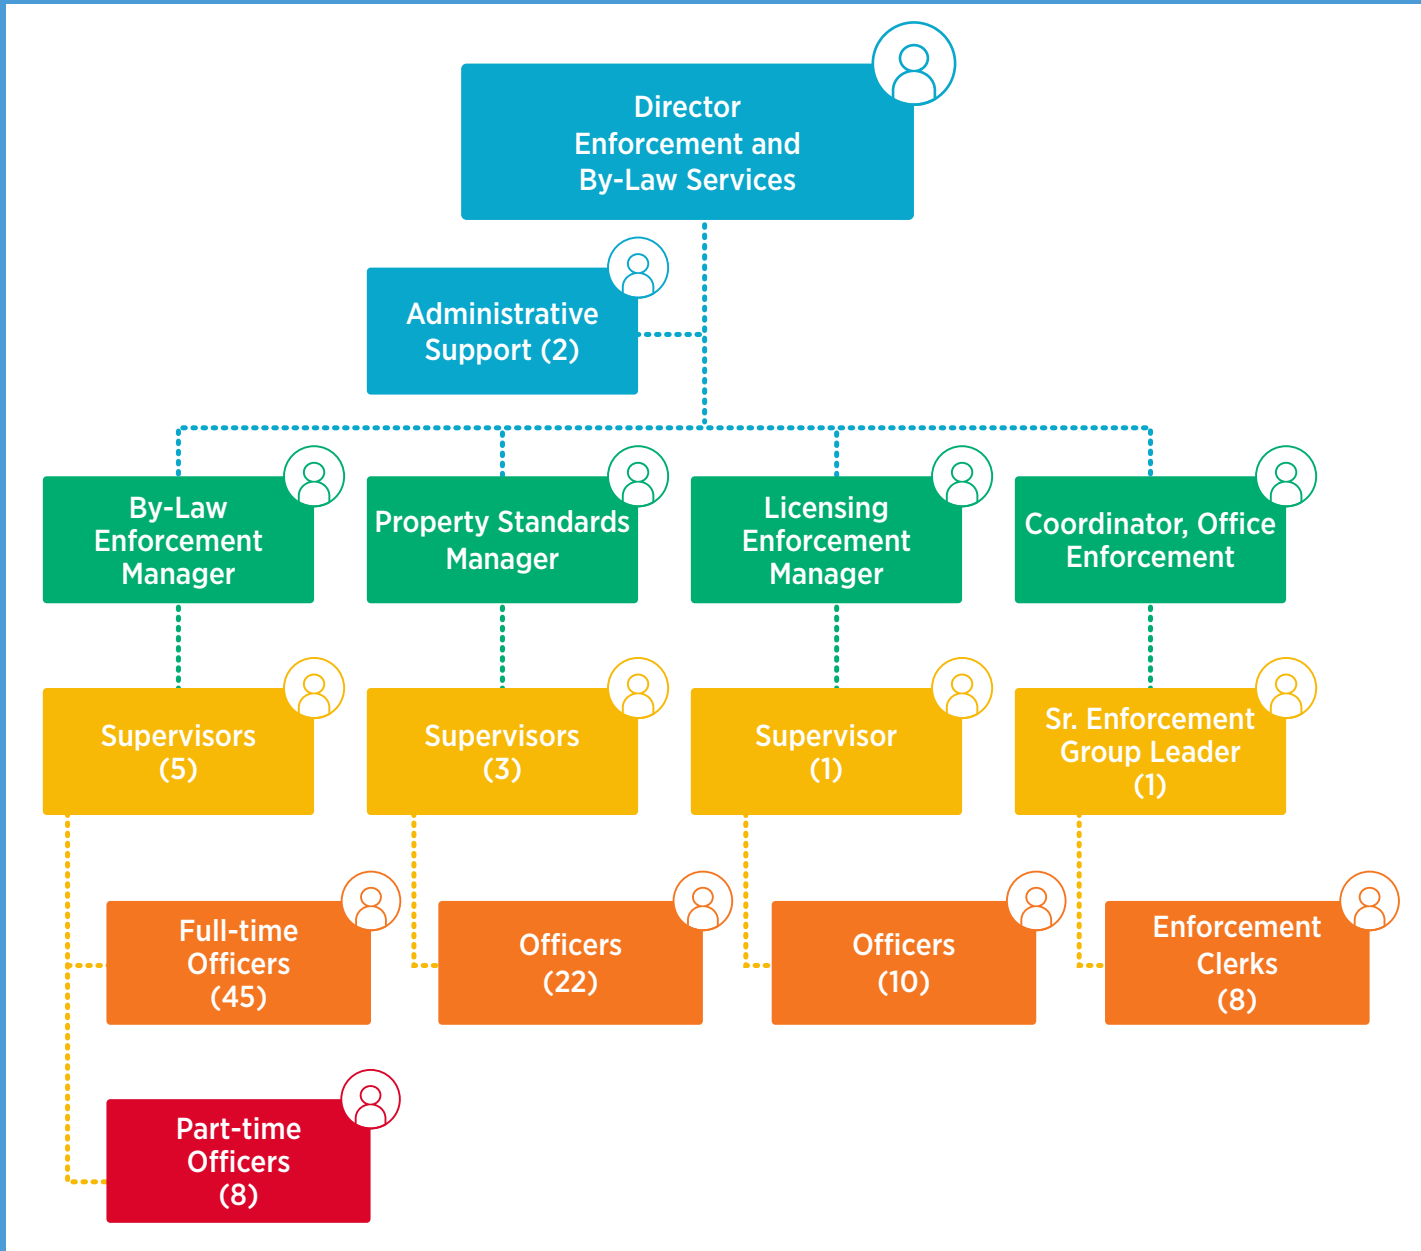 Director
Enforcement and
By-Law Services
Administrative
Support (2)
By-Law
Enforcement
Manager
Property Standards
Manager
Licensing
Enforcement
Manager
Coordinator, Office
Enforcement
Supervisors
(5)
Supervisors
(3)
Supervisor
(1)
Sr. Enforcement
Group Leader
(1)
Full-time
Officers
(45)
Officers
(22)
Officers
(10)
Enforcement
Clerks
(8)
Part-time
Officers
(8)